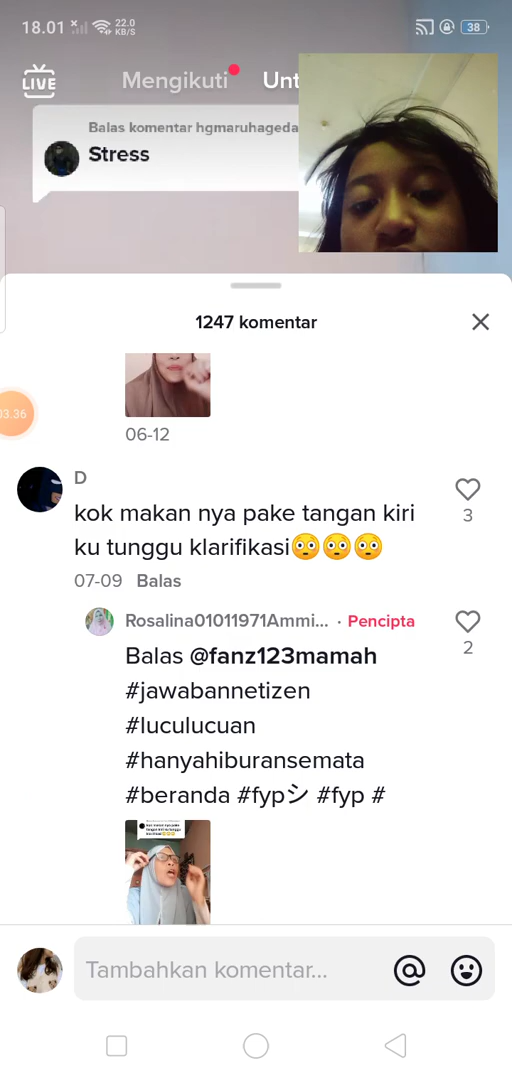 18.01
22.0
KB/S
38
LIVE
Mengikuti
Unt
Balas komentar hgmaruhageda
Stress
1247 komentar
06-12
03.36
D
kok makan nya pake tangan kiri
ku tunggu klarifikasi😳😳😳
3
07-09 Balas
Rosalina01011971Ammi... · Pencipta
Balas @fanz123mamah
2
#jawabannetizen
#luculucuan
#hanyahiburansemata
#beranda #fypシ #fyp #
Tambahkan komentar...